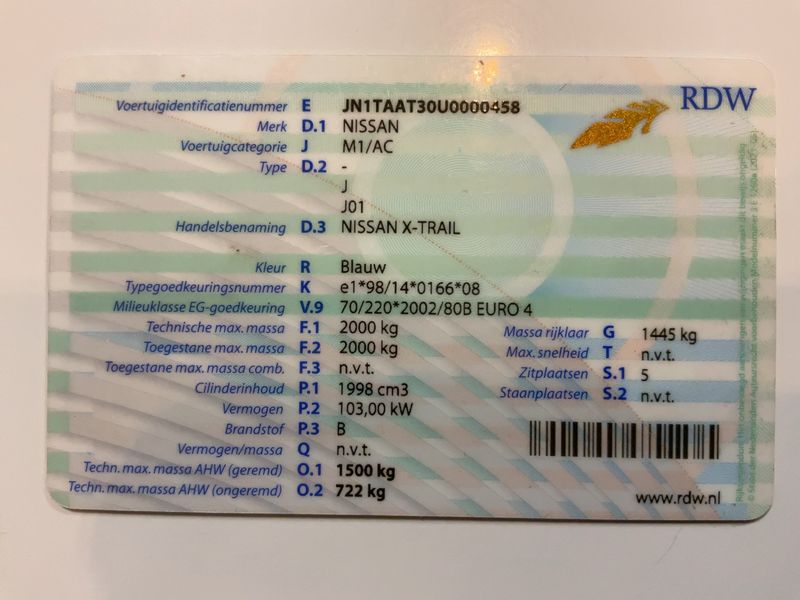 RDW
Voertuigidentificatienummer E JN1TAAT30U0000458
Merk D.1 NISSAN
Voertuigcategorie J M1/AC
Type D.2 -
J
J01
Handelsbenaming D.3 NISSAN X-TRAIL
Kleur R Blauw
Typegoedkeuringsnummer K e1*98/14*0166*08
Milieuklasse EG-goedkeuring V.9 70/220*2002/80B EURO 4
Technische max. massa F.1 2000 kg
Toegestane max. massa F.2 2000 kg
Toegestane max. massa comb. F.3 n.v.t.
Cilinderinhoud P.1 1998 cm3
Vermogen P.2 103,00 kW
Brandstof P.3 B
Vermogen/massa Q n.v.t.
Techn. max. massa AHW (geremd) O.1 1500 kg
Techn. max. massa AHW (ongeremd) O.2 722 kg
Massa rijklaar G 1445 kg
Max. snelheid T n.v.t.
Zitplaatsen S.1 5
Staanplaatsen S.2 n.v.t.
www.rdw.nl